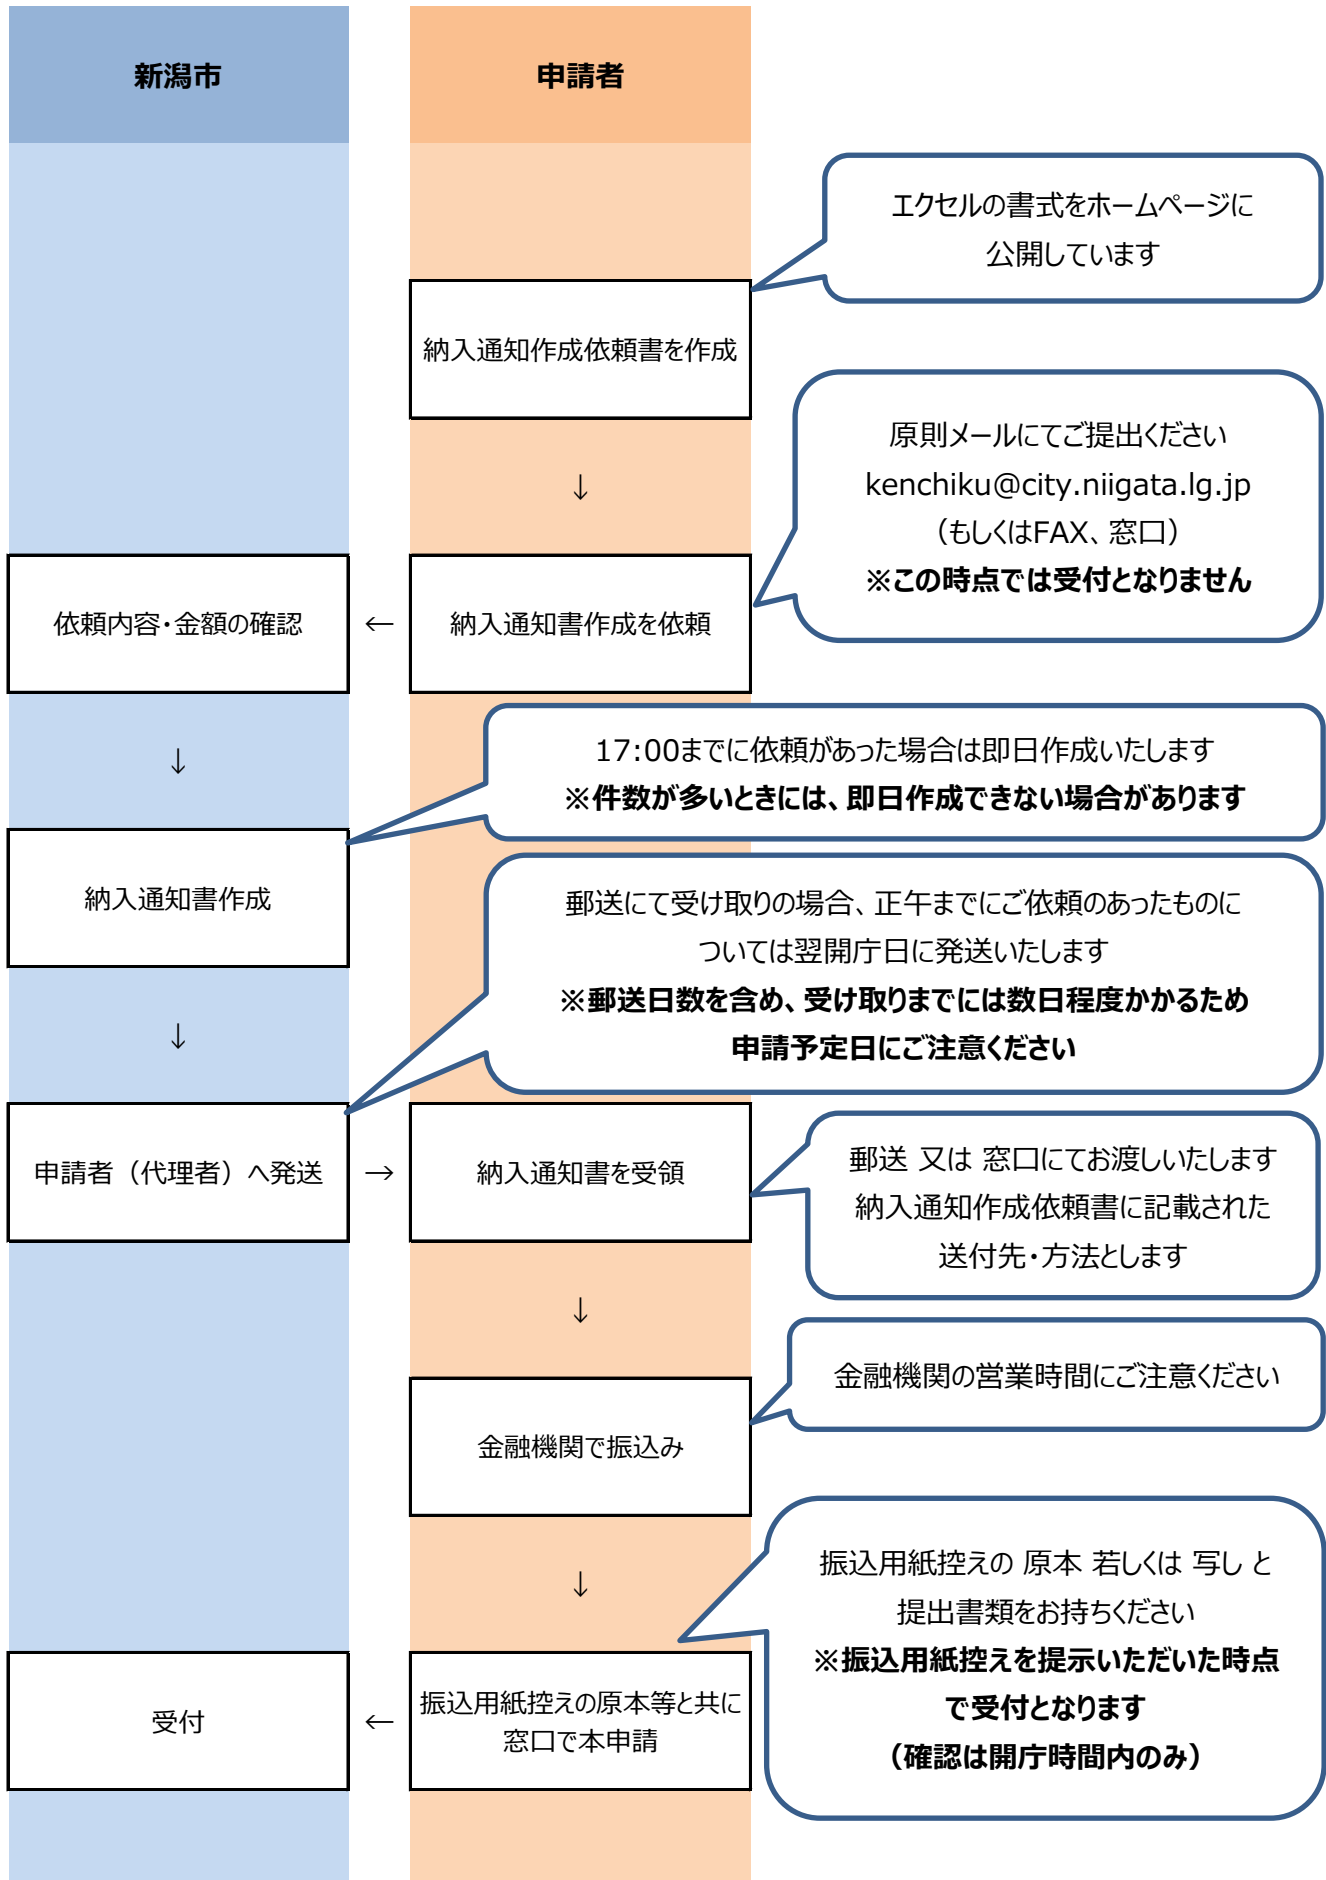 新潟市
申請者
エクセルの書式をホームページに
公開しています
納入通知作成依頼書を作成
↓
原則メールにてご提出ください
kenchiku@city.niigata.lg.jp
（もしくはFAX、窓口）
※この時点では受付となりません
依頼内容・金額の確認
←
納入通知書作成を依頼
↓
17:00までに依頼があった場合は即日作成いたします
※件数が多いときには、即日作成できない場合があります
納入通知書作成
郵送にて受け取りの場合、正午までにご依頼のあったものに
ついては翌開庁日に発送いたします
※郵送日数を含め、受け取りまでには数日程度かかるため
申請予定日にご注意ください
↓
申請者（代理者）へ発送
→
納入通知書を受領
郵送 又は 窓口にてお渡しいたします
納入通知作成依頼書に記載された
送付先・方法とします
↓
金融機関の営業時間にご注意ください
金融機関で振込み
↓
振込用紙控えの 原本 若しくは 写し と
提出書類をお持ちください
※振込用紙控えを提示いただいた時点
で受付となります
（確認は開庁時間内のみ）
受付
←
振込用紙控えの原本等と共に
窓口で本申請